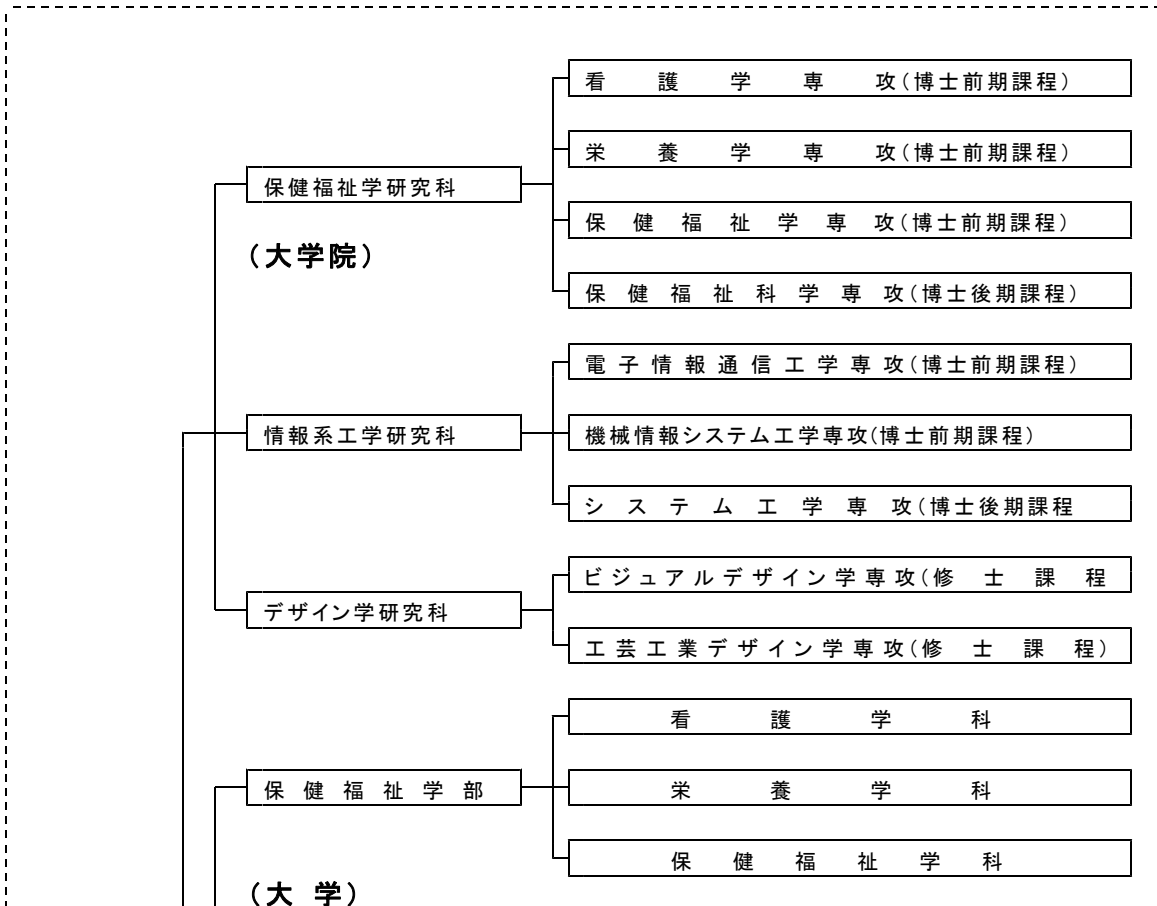 看護学専攻(博士前期課程)
栄養学専攻(博士前期課程)
保健福祉学研究科
保健福祉学専攻(博士前期課程)
(大学院)
保健福祉科学専攻(博士後期課程)
電子情報通信工学専攻(博士前期課程)
情報系工学研究科
機械情報システム工学専攻(博士前期課程)
システム工学専攻(博士後期課程
ビジュアルデザイン学専攻(修士課程
デザイン学研究科
工芸工業デザイン学専攻(修士課程)
看護学科
保健福祉学部
栄養学科
保健福祉学科
(大学)